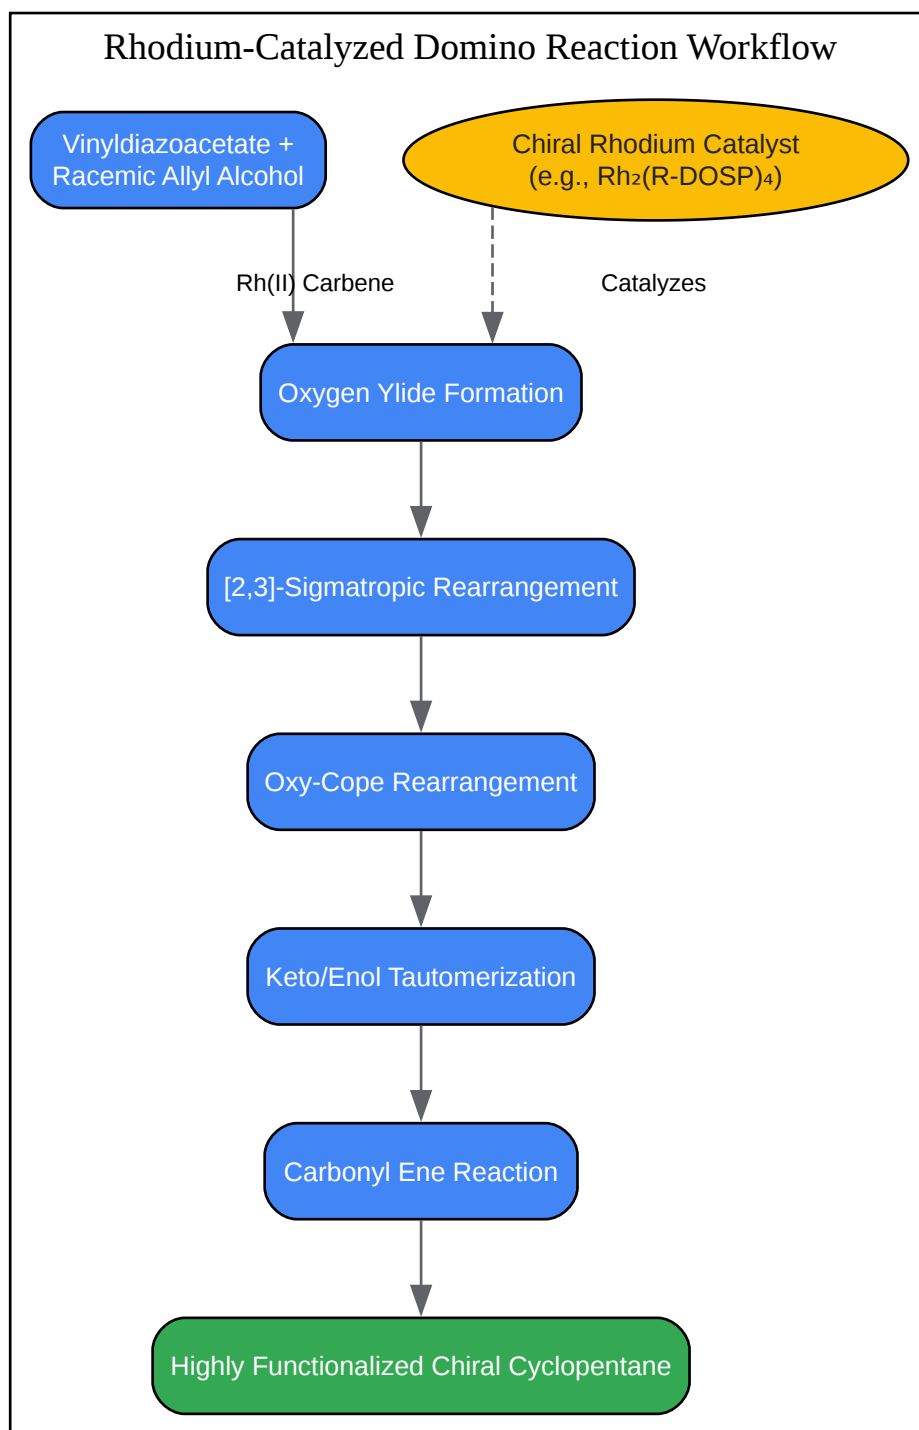 Rhodium-Catalyzed Domino Reaction Workflow
Vinyldiazoacetate +
Racemic Allyl Alcohol
Chiral Rhodium Catalyst
(e.g., Rh₂(R-DOSP)₄)
Rh(II) Carbene
Catalyzes
Oxygen Ylide Formation
[2,3]-Sigmatropic Rearrangement
Oxy-Cope Rearrangement
Keto/Enol Tautomerization
Carbonyl Ene Reaction
Highly Functionalized Chiral Cyclopentane